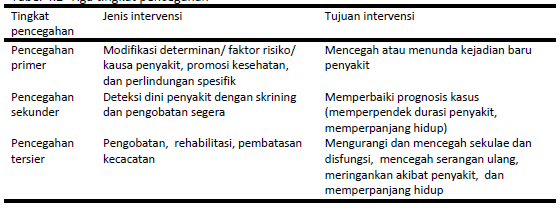 Tingkat pencegahan Jenis intervensi Tujuan intervensi
Pencegahan primer Modifikasi determinan/ faktor risiko/ kausa penyakit, promosi kesehatan, dan perlindungan spesifik Mencegah atau menunda kejadian baru penyakit
Pencegahan sekunder Deteksi dini penyakit dengan skrining dan pengobatan segera Memperbaiki prognosis kasus (memperpendek durasi penyakit, memperpanjang hidup)
Pencegahan tersier Pengobatan, rehabilitasi, pembatasan kecacatan Mengurangi dan mencegah sekulae dan disfungsi, mencegah serangan ulang, meringankan akibat penyakit, dan memperpanjang hidup